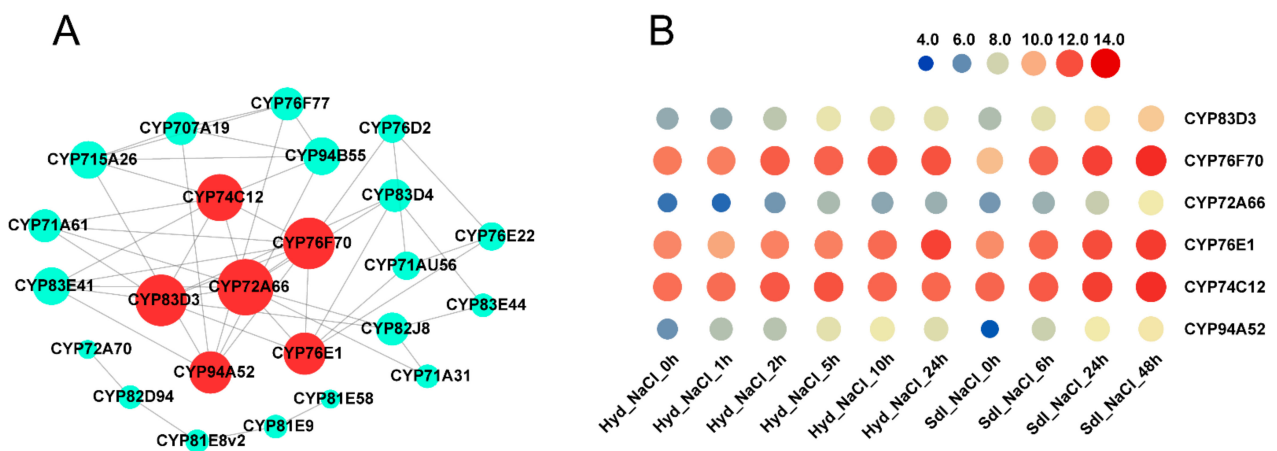 A
CYP76F77
CYP707A19
CYP76D2
CYP715A26
CYP94B55
CYP74C12
CYP83D4
CYP71A61
CYP76F70
CYP76E22
CYP71AU56
CYP83E41
CYP72A66
CYP83D3
CYP83E44
CYP82J8
CYP72A70
CYP76E1
CYP94A52
CYP71A31
CYP82D94
CYP81E58
CYP81E9
CYP81E8v2
B
4.0 6.0 8.0 10.0 12.0 14.0
CYP83D3
CYP76F70
CYP72A66
CYP76E1
CYP74C12
CYP94A52
Hyd_NaCl_0h
Hyd_NaCl_1h
Hyd_NaCl_2h
Hyd_NaCl_5h
Hyd_NaCl_10h
Hyd_NaCl_24h
Sdl_NaCl_0h
Sdl_NaCl_6h
Sdl_NaCl_24h
Sdl_NaCl_48h